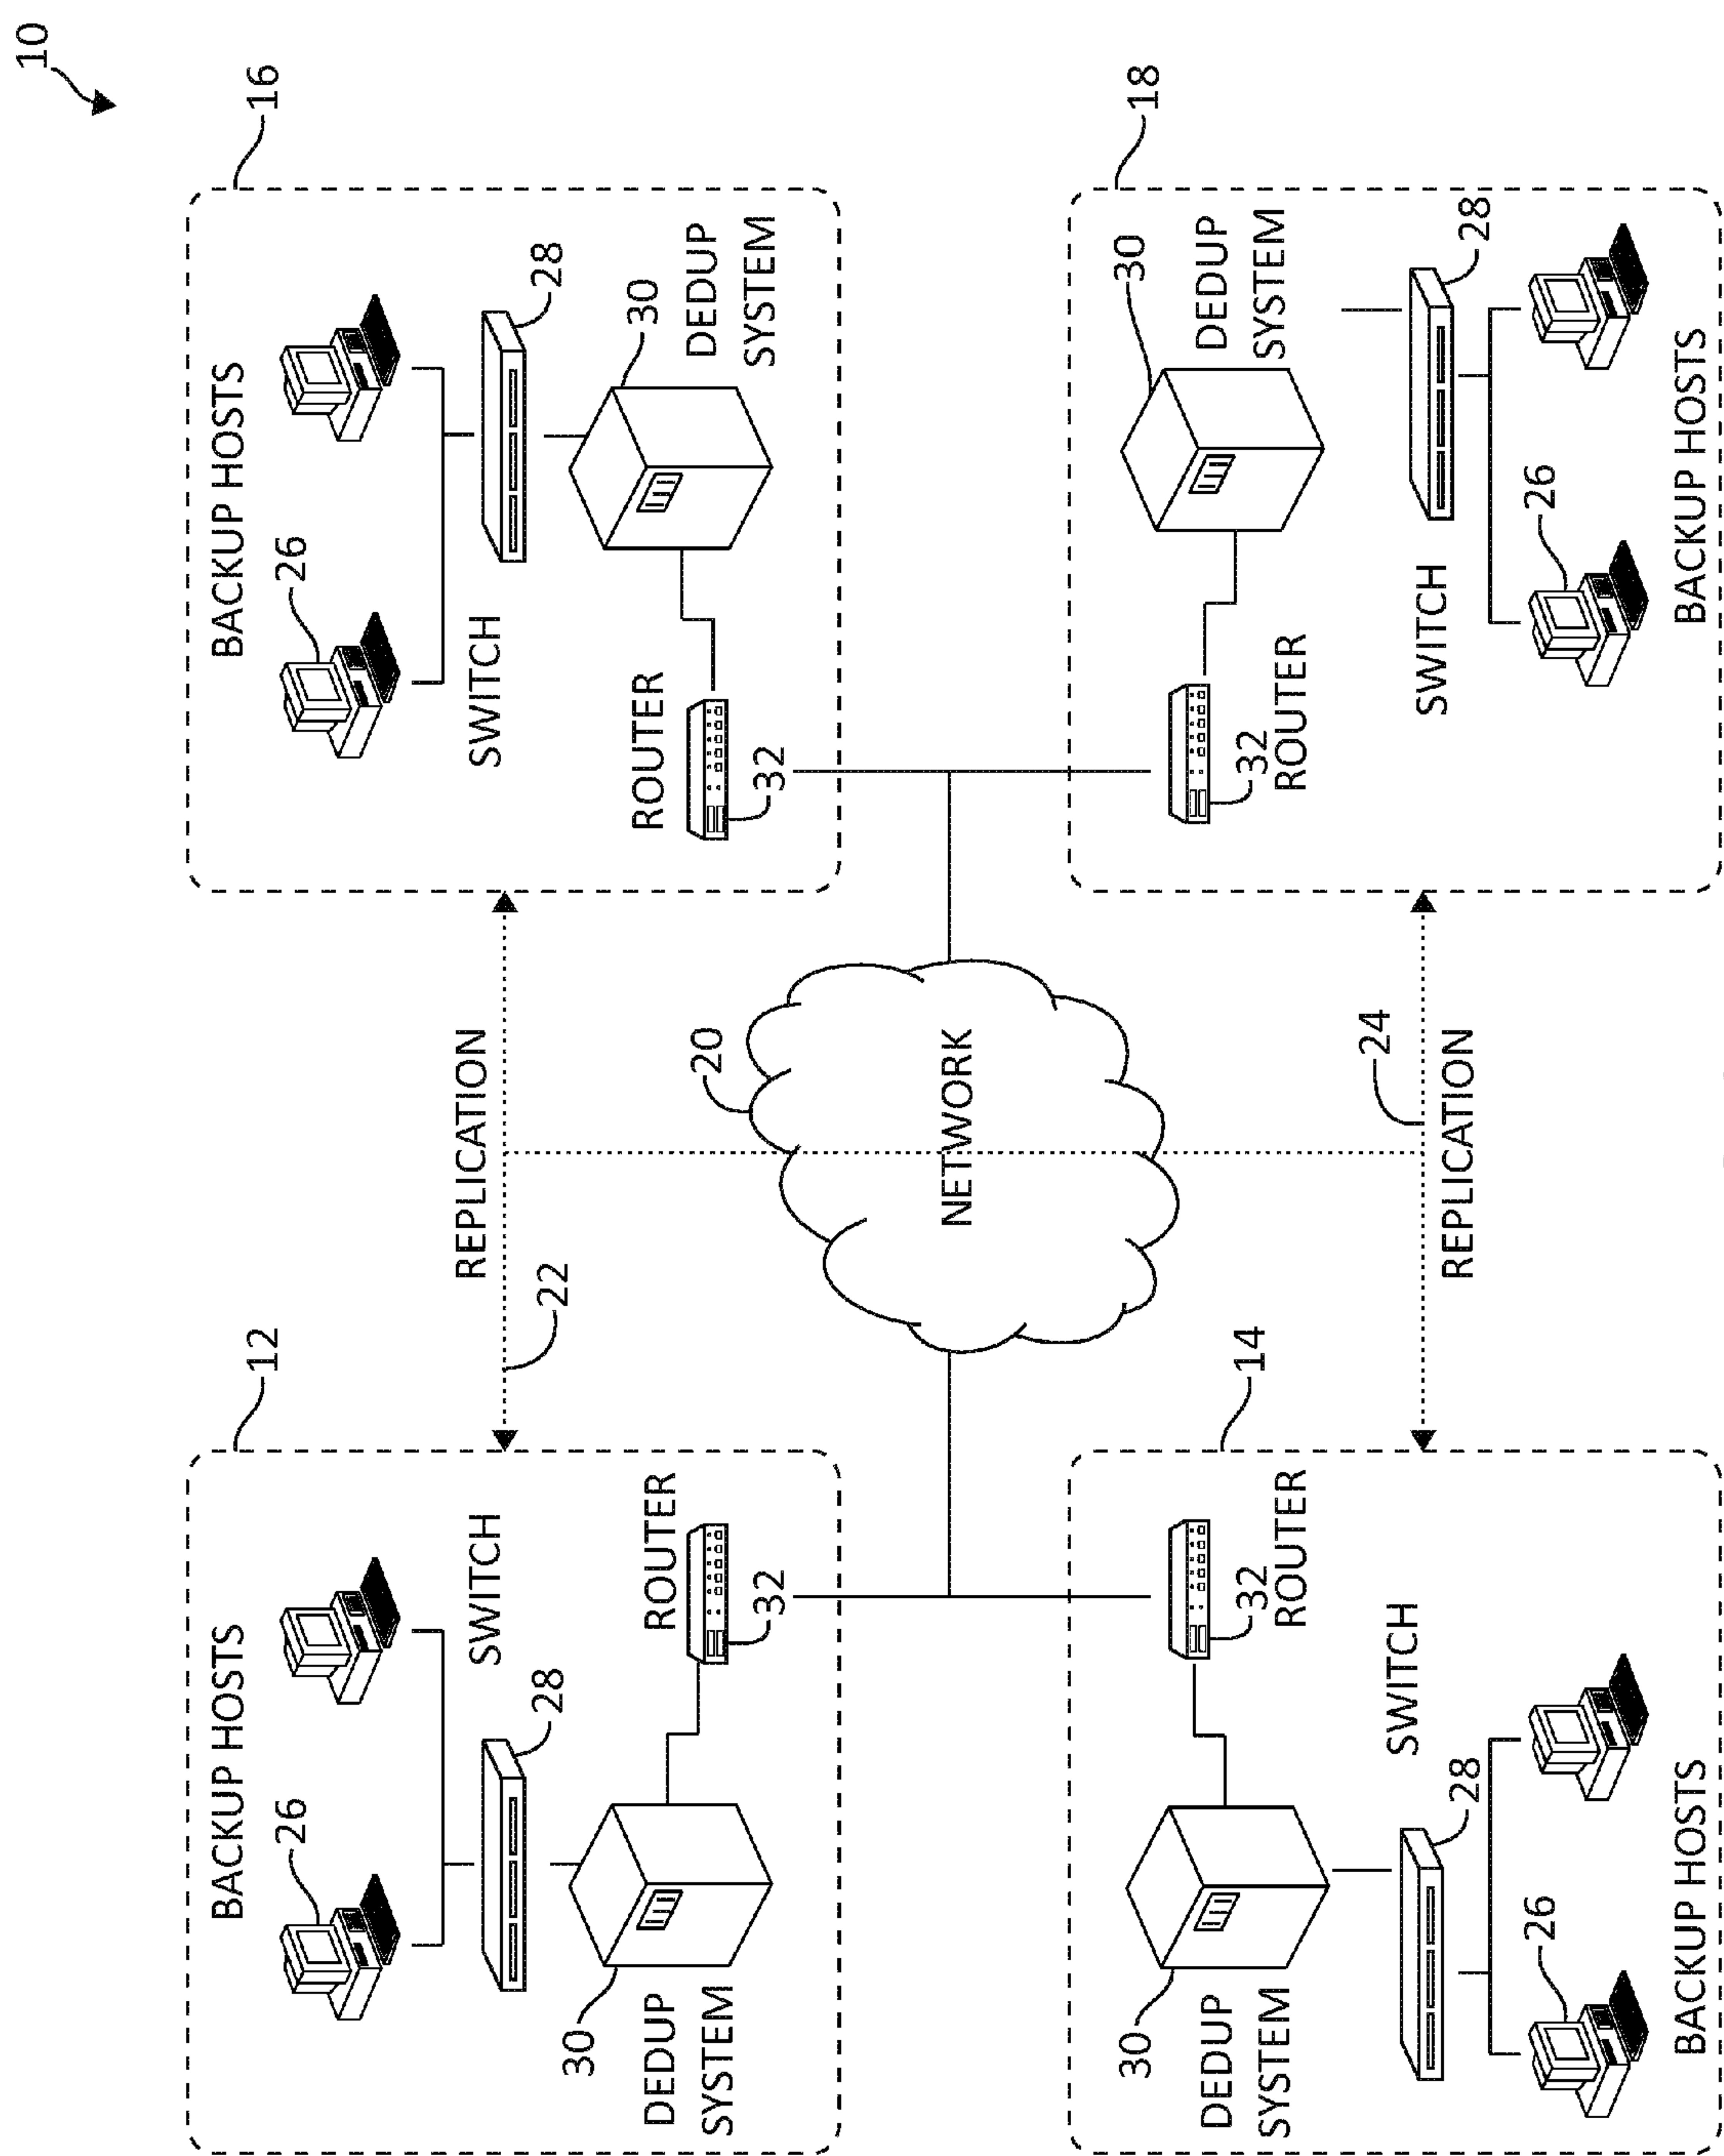 10
12
BACKUP HOSTS
26
SWITCH
28
30
DEDUP
SYSTEM
ROUTER
32
REPLICATION
22
16
BACKUP HOSTS
26
SWITCH
28
30
DEDUP
SYSTEM
ROUTER
32
20
NETWORK
14
30
DEDUP
SYSTEM
32
ROUTER
SWITCH
28
26
BACKUP HOSTS
24
REPLICATION
18
30
DEDUP
SYSTEM
32
ROUTER
SWITCH
28
26
BACKUP HOSTS